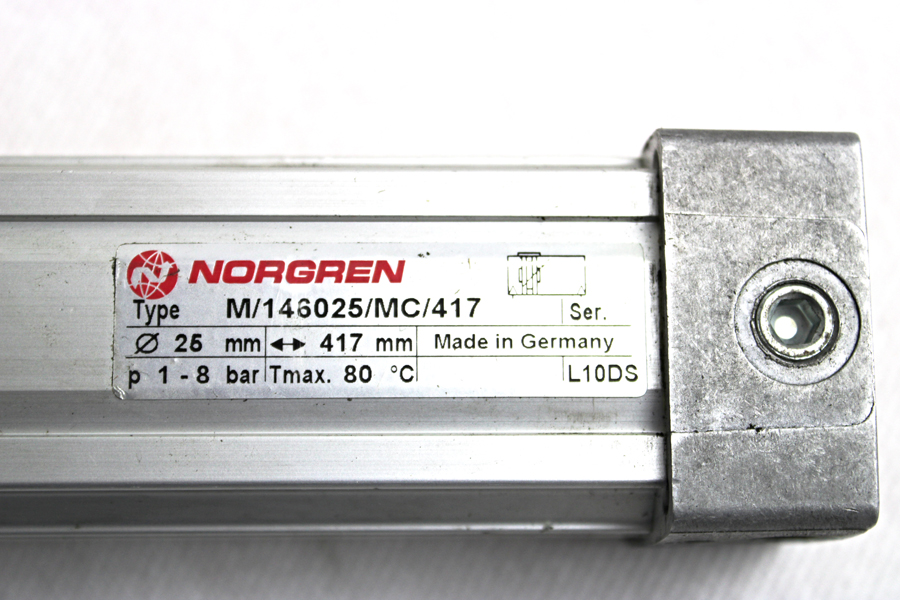 NORGREN
Type M/146025/MC/417 Ser.
Ø 25 mm ↔ 417 mm Made in Germany
p 1-8 bar Tmax. 80 °C L10DS